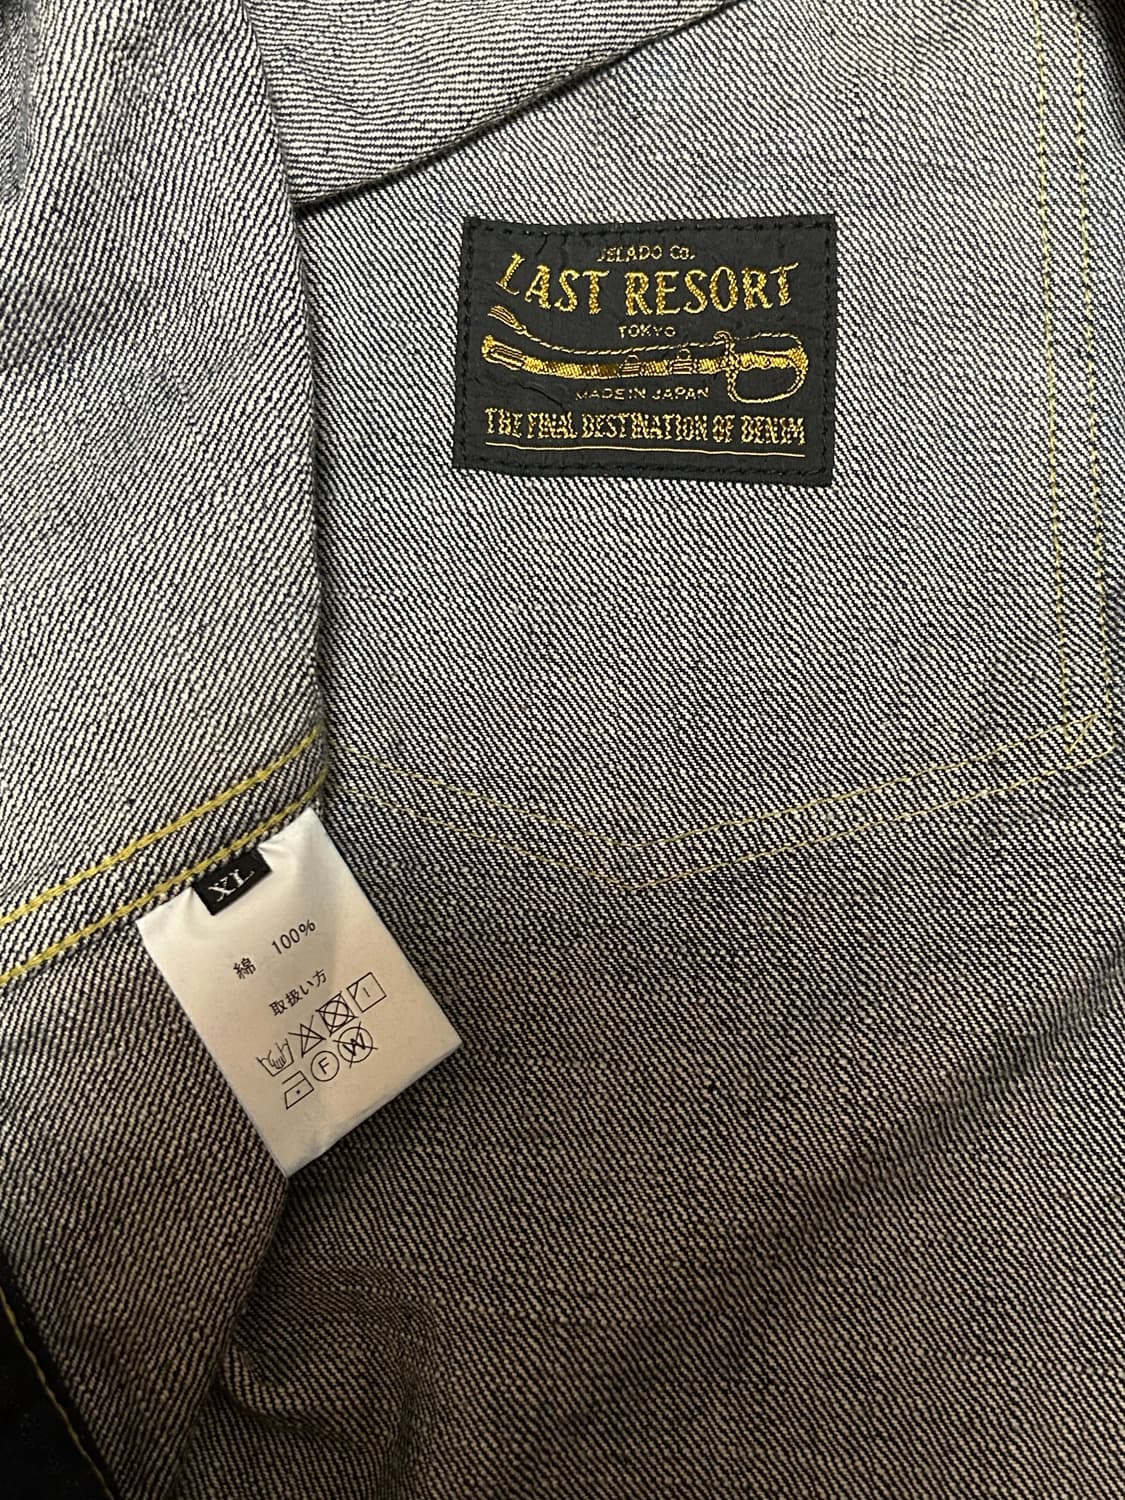 JELADO CO.
LAST RESORT
TOKYO
MADE IN JAPAN
THE FINAL DESTINATION OF DENIM
XL
綿 100%
取扱い方
F W